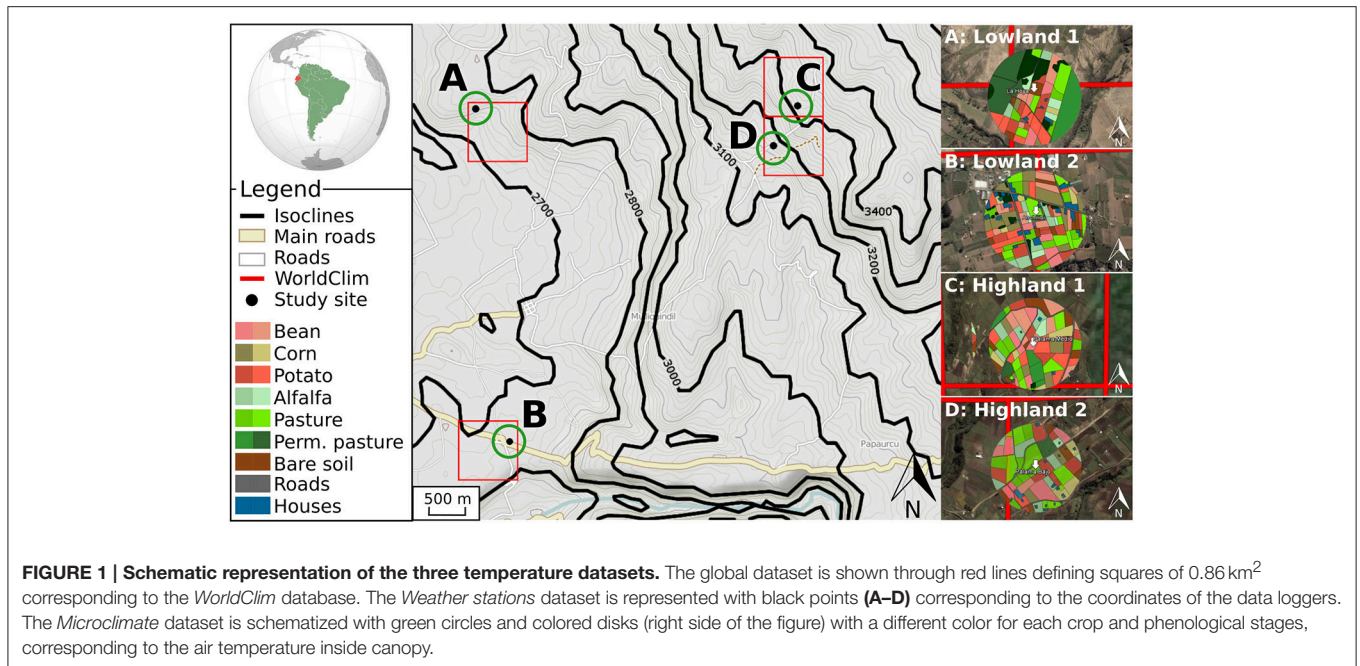 Legend
Isoclines
Main roads
Roads
WorldClim
Study site
Bean
Corn
Potato
Alfalfa
Pasture
Perm. pasture
Bare soil
Roads
Houses
A
B
C
D
2700
2800
3100
3000
3400
3200
Mulliquindil
Papaurcu
500 m
N
A: Lowland 1
N
B: Lowland 2
N
C: Highland 1
N
D: Highland 2
N
FIGURE 1 | Schematic representation of the three temperature datasets. The global dataset is shown through red lines defining squares of 0.86 km²
corresponding to the WorldClim database. The Weather stations dataset is represented with black points (A–D) corresponding to the coordinates of the data loggers.
The Microclimate dataset is schematized with green circles and colored disks (right side of the figure) with a different color for each crop and phenological stages,
corresponding to the air temperature inside canopy.